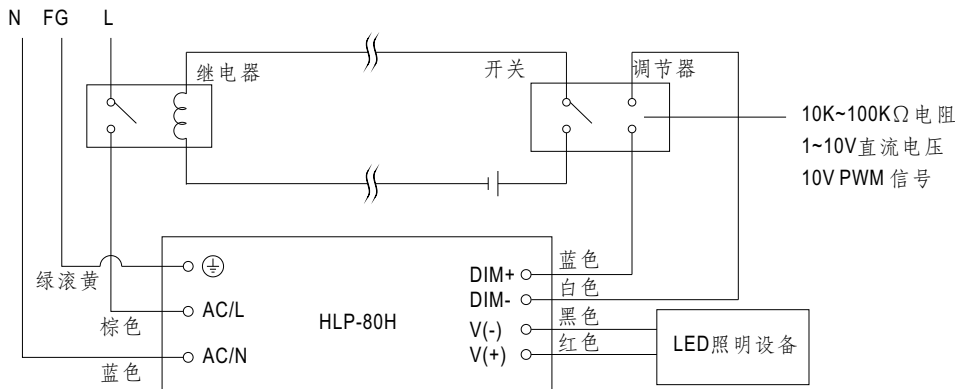 N FG L
继电器
开关
调节器
10K~100KΩ电阻
1~10V直流电压
10V PWM 信号
绿滚黄
棕色
蓝色
AC/L
AC/N
HLP-80H
DIM+
DIM-
V(-)
V(+)
蓝色
白色
黑色
红色
LED照明设备